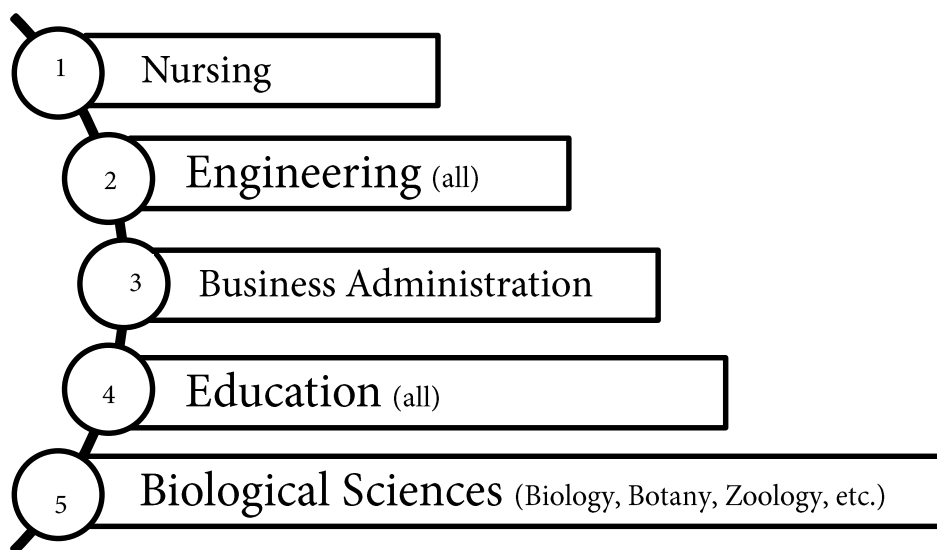 1 Nursing
2 Engineering (all)
3 Business Administration
4 Education (all)
5 Biological Sciences (Biology, Botany, Zoology, etc.)